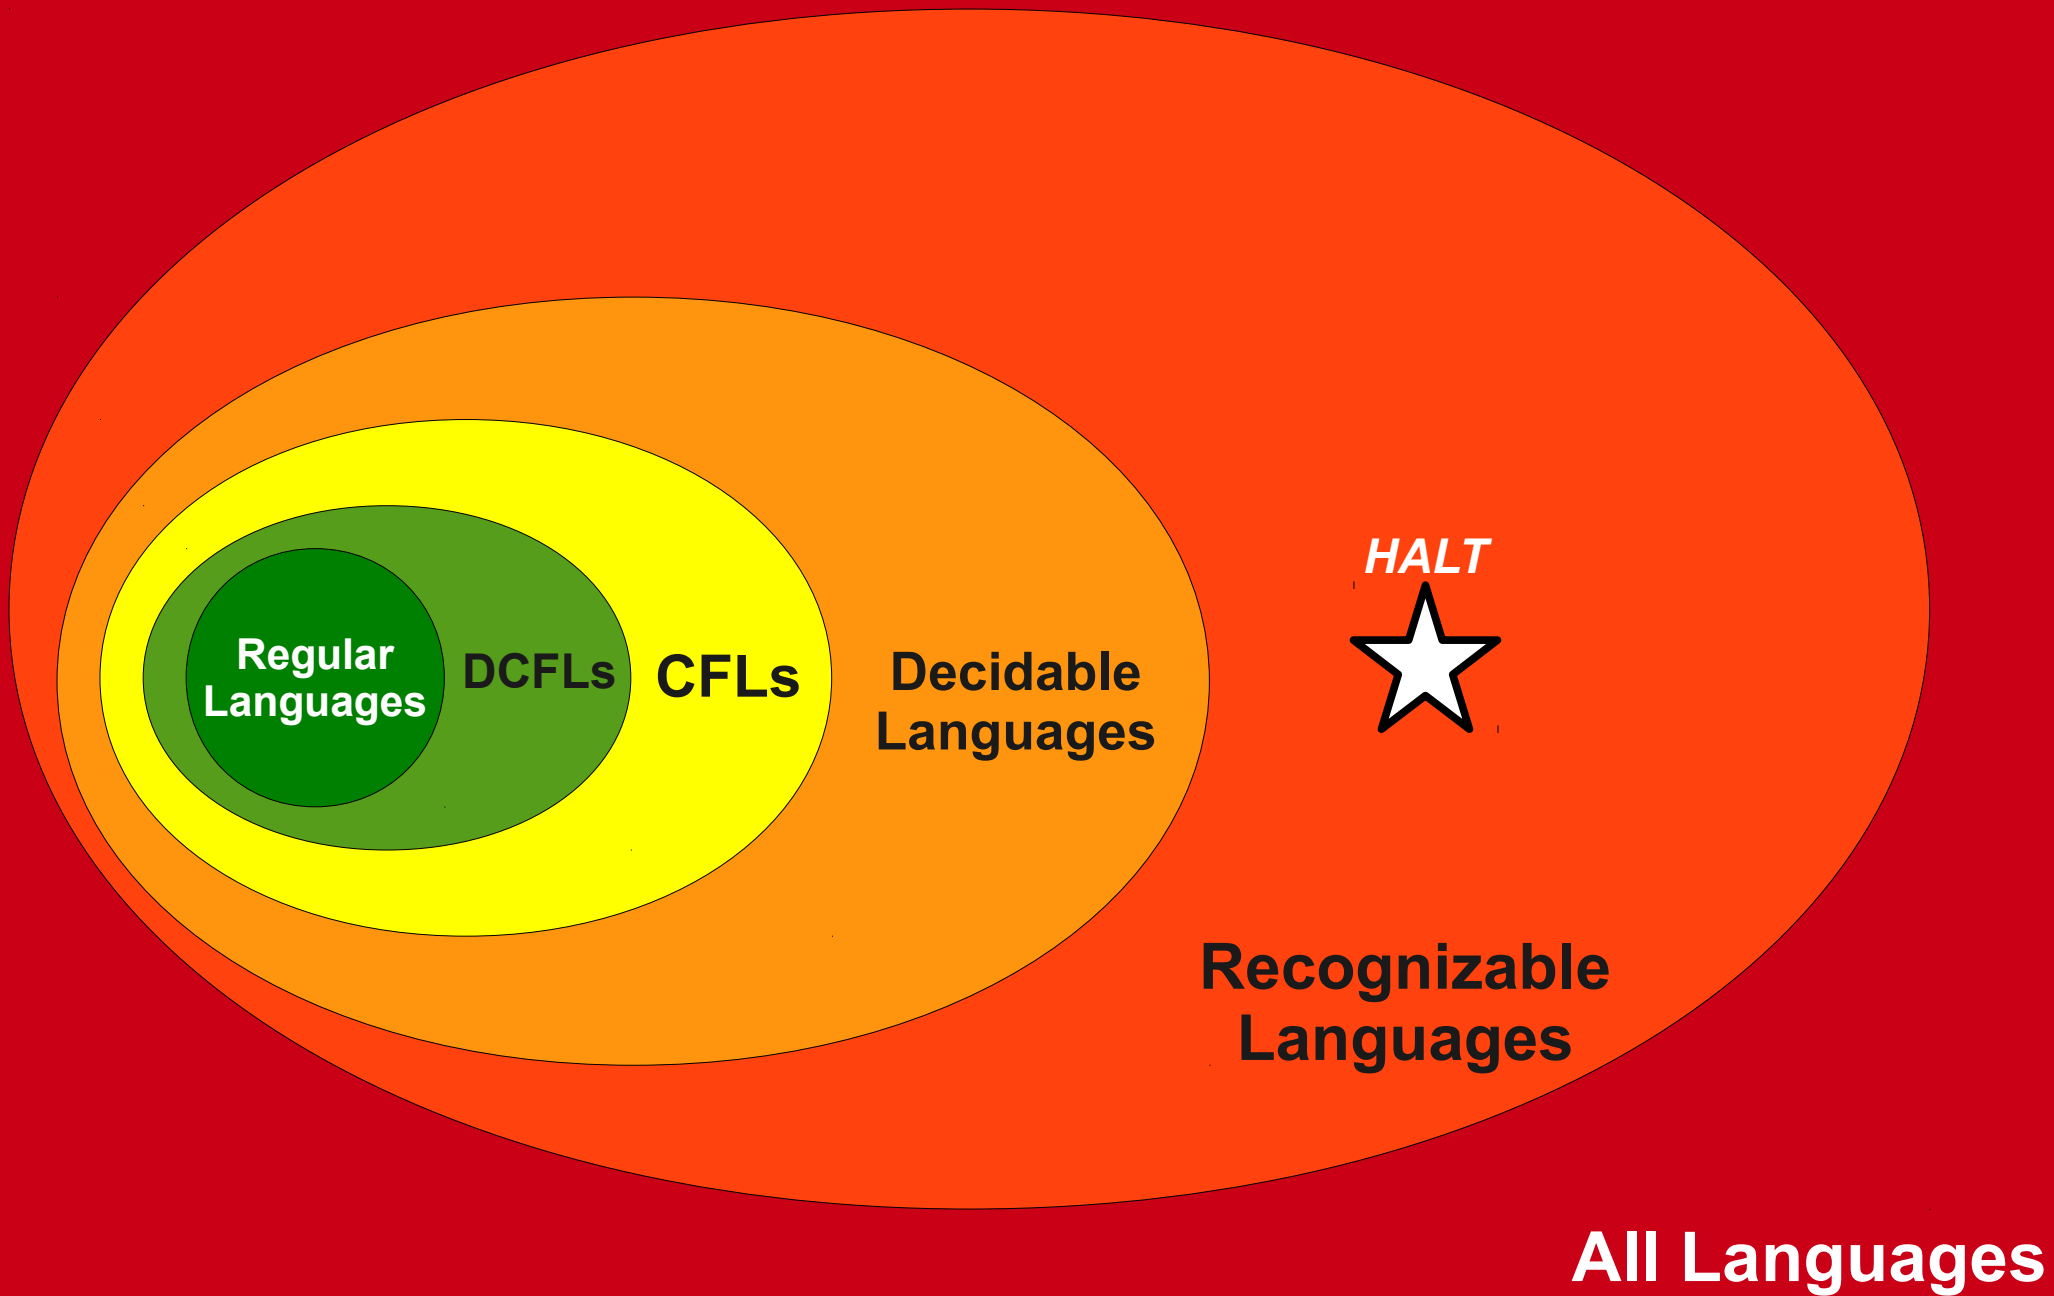 HALT
Regular
Languages
DCFLs
CFLs
Decidable
Languages
Recognizable
Languages
All Languages